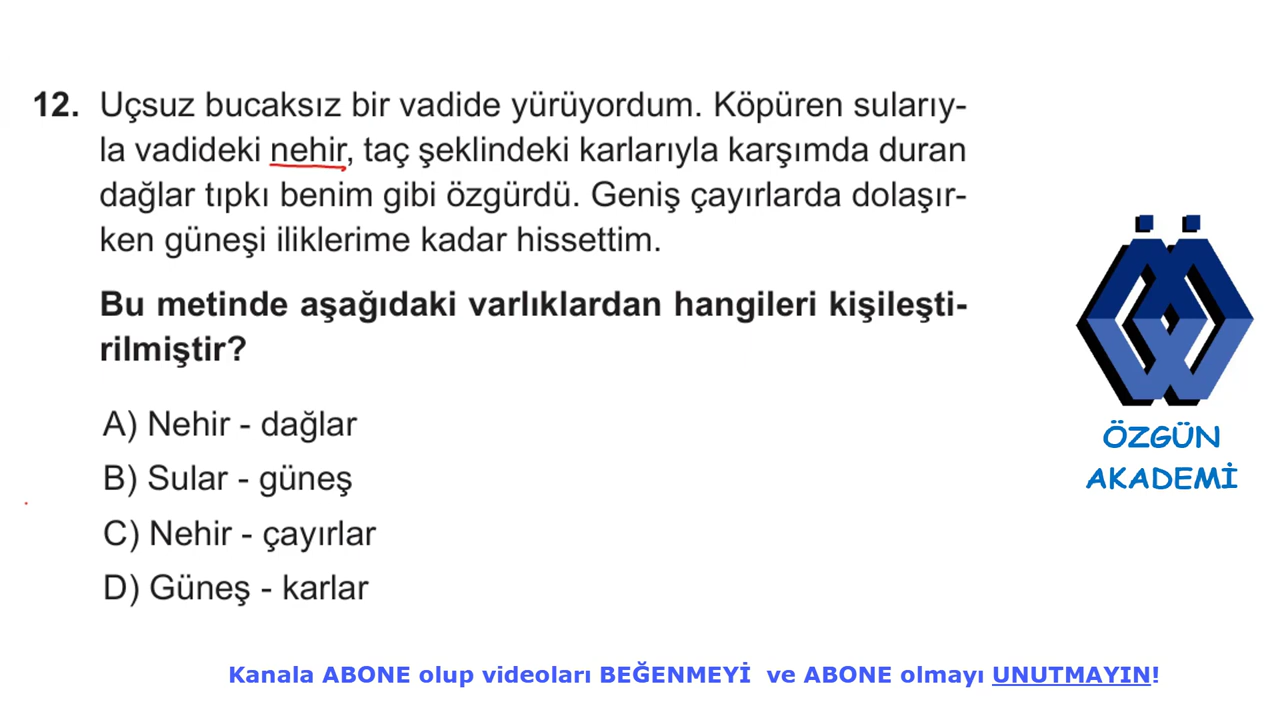 12. Uçsuz bucaksız bir vadide yürüyordum. Köpüren sularıy-
la vadideki nehir, taç şeklindeki karlarıyla karşımda duran
dağlar tıpkı benim gibi özgürdü. Geniş çayırlarda dolaşır-
ken güneşi iliklerime kadar hissettim.
Bu metinde aşağıdaki varlıklardan hangileri kişileşti-
rilmiştir?
A) Nehir - dağlar
B) Sular - güneş
C) Nehir - çayırlar
D) Güneş - karlar
ÖZGÜN
AKADEMİ
Kanala ABONE olup videoları BEĞENMEYİ ve ABONE olmayı UNUTMAYIN!